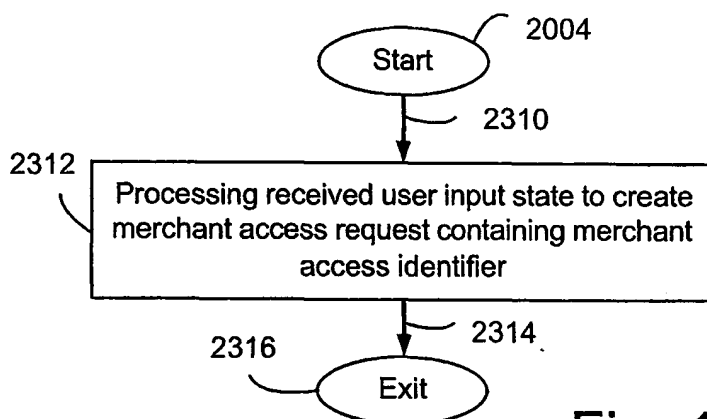 2004
Start
2310
2312
Processing received user input state to create
merchant access request containing merchant
access identifier
2314
2316
Exit